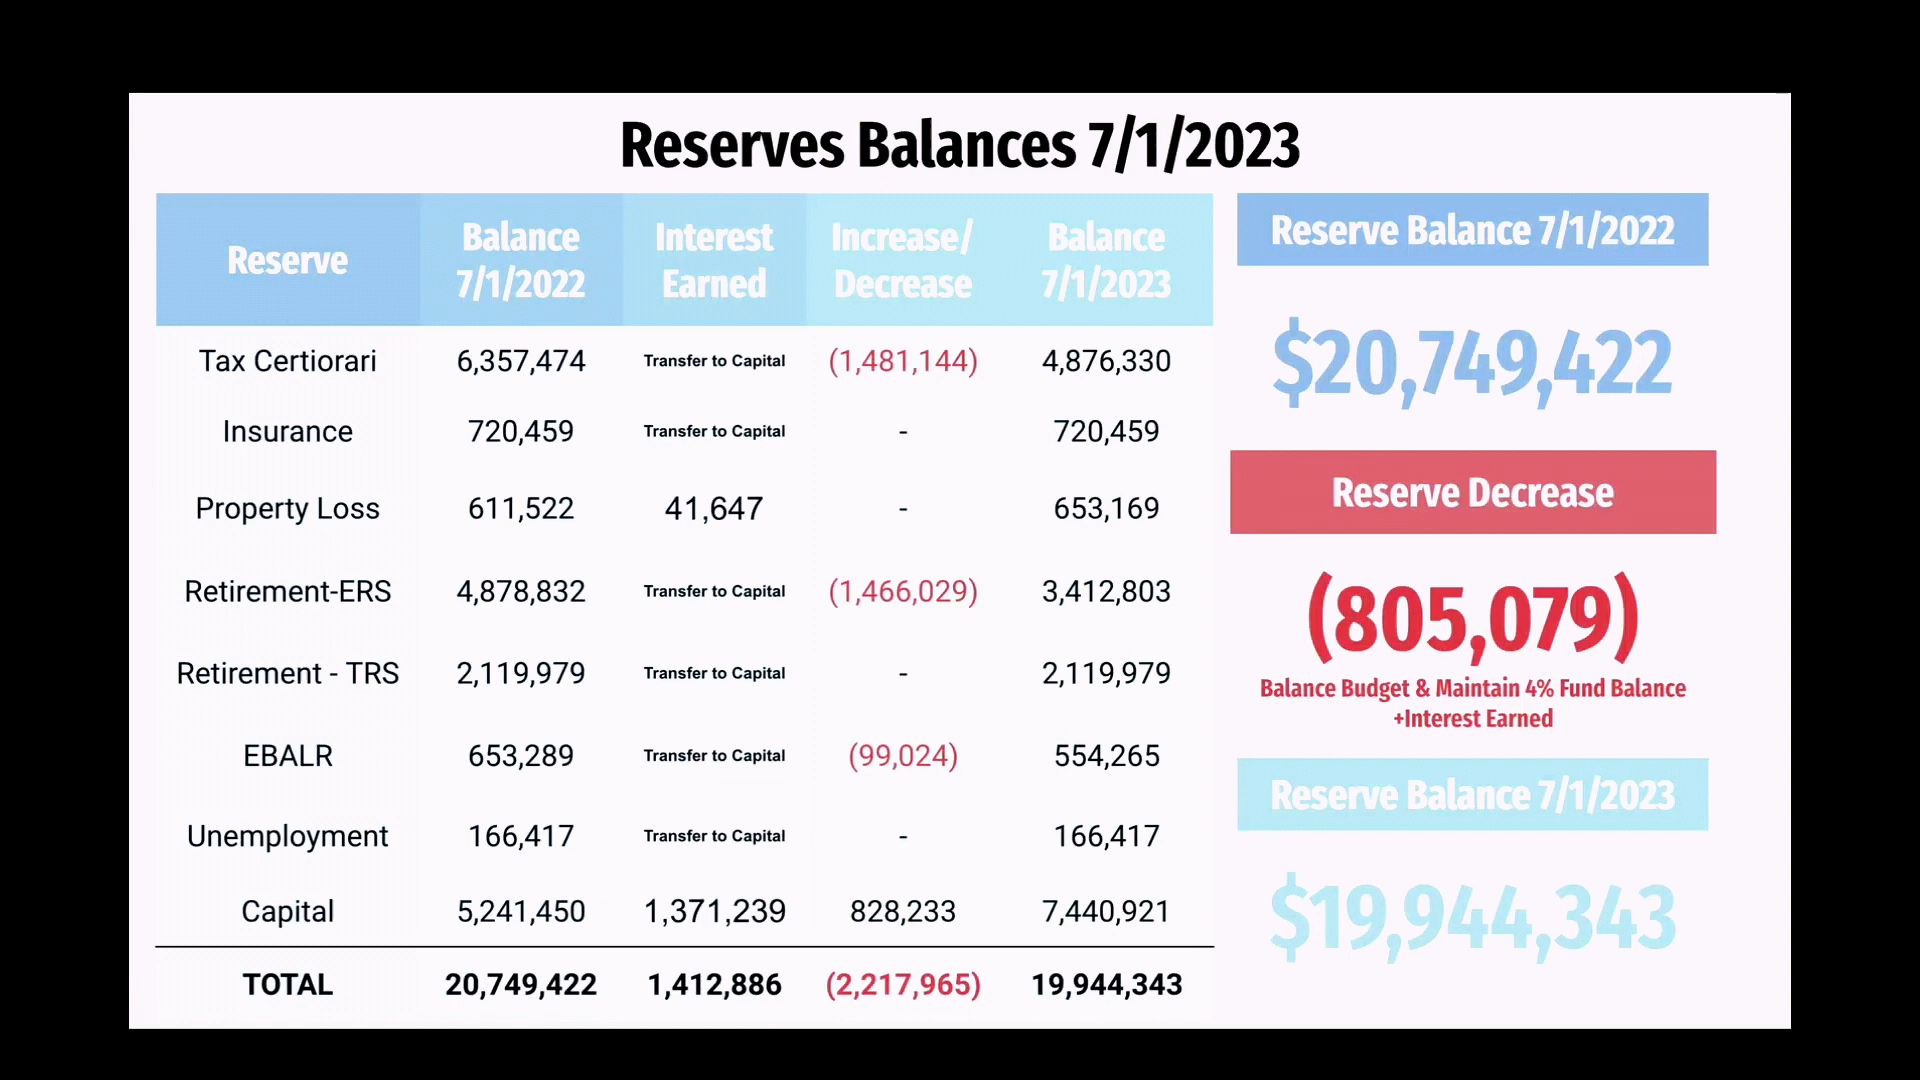 Reserves Balances 7/1/2023
Reserve Balance 7/1/2022 Interest Earned Increase/ Decrease Balance 7/1/2023
Tax Certiorari 6,357,474 Transfer to Capital (1,481,144) 4,876,330
Insurance 720,459 Transfer to Capital - 720,459
Property Loss 611,522 41,647 - 653,169
Retirement-ERS 4,878,832 Transfer to Capital (1,466,029) 3,412,803
Retirement - TRS 2,119,979 Transfer to Capital - 2,119,979
EBALR 653,289 Transfer to Capital (99,024) 554,265
Unemployment 166,417 Transfer to Capital - 166,417
Capital 5,241,450 1,371,239 828,233 7,440,921
TOTAL 20,749,422 1,412,886 (2,217,965) 19,944,343
Reserve Balance 7/1/2022
$20,749,422
Reserve Decrease
(805,079)
Balance Budget & Maintain 4% Fund Balance
+Interest Earned
Reserve Balance 7/1/2023
$19,944,343